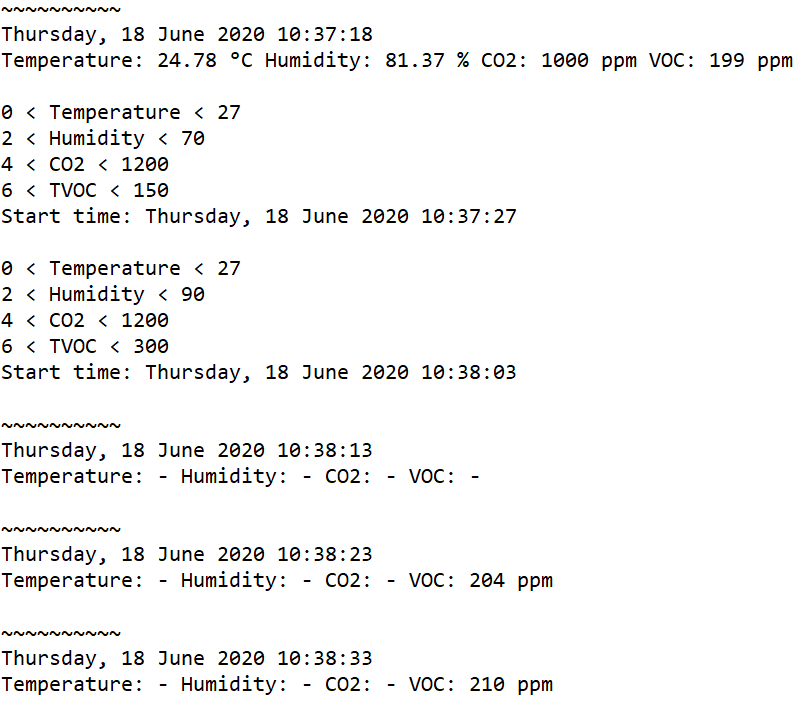 ~~~~~~~~~~
Thursday, 18 June 2020 10:37:18
Temperature: 24.78 °C Humidity: 81.37 % CO2: 1000 ppm VOC: 199 ppm
0 < Temperature < 27
2 < Humidity < 70
4 < CO2 < 1200
6 < TVOC < 150
Start time: Thursday, 18 June 2020 10:37:27
0 < Temperature < 27
2 < Humidity < 90
4 < CO2 < 1200
6 < TVOC < 300
Start time: Thursday, 18 June 2020 10:38:03
~~~~~~~~~~
Thursday, 18 June 2020 10:38:13
Temperature: - Humidity: - CO2: - VOC: -
~~~~~~~~~~
Thursday, 18 June 2020 10:38:23
Temperature: - Humidity: - CO2: - VOC: 204 ppm
~~~~~~~~~~
Thursday, 18 June 2020 10:38:33
Temperature: - Humidity: - CO2: - VOC: 210 ppm